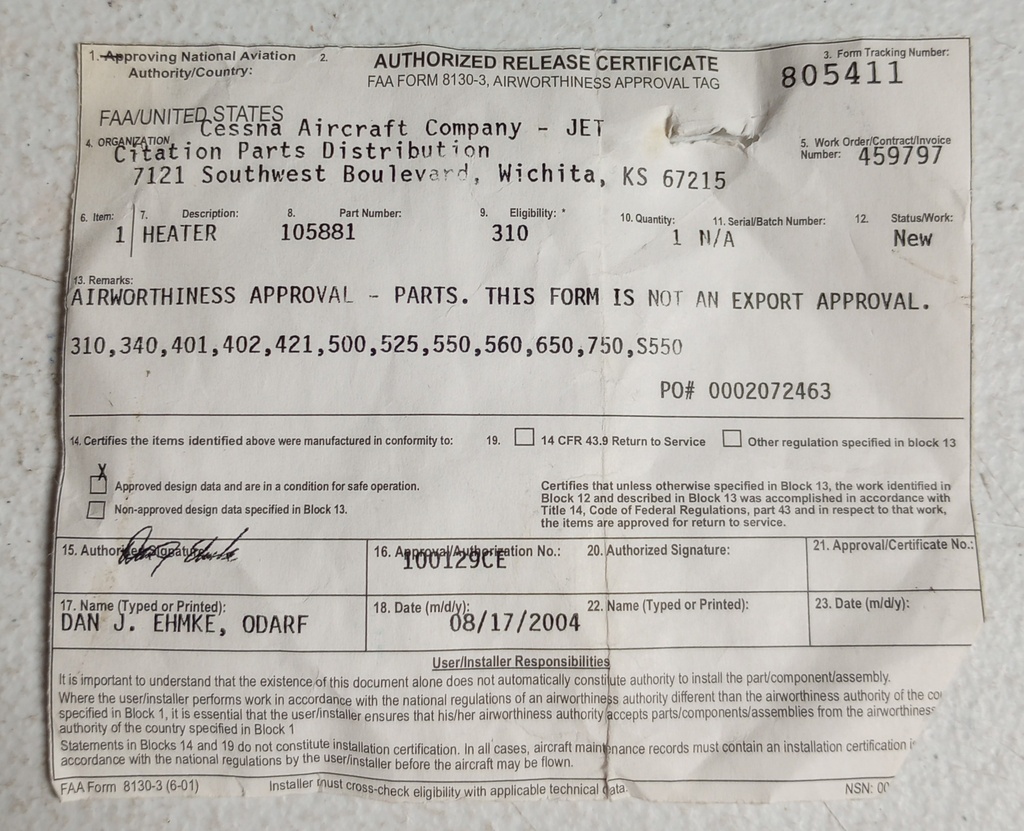 1. Approving National Aviation 2. AUTHORIZED RELEASE CERTIFICATE 3. Form Tracking Number:
Authority/Country: FAA FORM 8130-3, AIRWORTHINESS APPROVAL TAG 805411
FAA/UNITED STATES
Cessna Aircraft Company - JET
4. ORGANIZATION Citation Parts Distribution 5. Work Order/Contract/Invoice
7121 Southwest Boulevard, Wichita, KS 67215 Number: 459797
6. Item: 7. Description: 8. Part Number: 9. Eligibility: * 10. Quantity: 11. Serial/Batch Number: 12. Status/Work:
1 HEATER 105881 310 1 N/A New
13. Remarks:
AIRWORTHINESS APPROVAL - PARTS. THIS FORM IS NOT AN EXPORT APPROVAL.
310,340,401,402,421,500,525,550,560,650,750,S550
PO# 0002072463
14. Certifies the items identified above were manufactured in conformity to: 19. 14 CFR 43.9 Return to Service Other regulation specified in block 13
X
Approved design data and are in a condition for safe operation.
Non-approved design data specified in Block 13.
Certifies that unless otherwise specified in Block 13, the work identified in
Block 12 and described in Block 13 was accomplished in accordance with
Title 14, Code of Federal Regulations, part 43 and in respect to that work,
the items are approved for return to service.
15. Authorized Signature: 16. Approval/Authorization No.: 20. Authorized Signature: 21. Approval/Certificate No.:
100129CE
17. Name (Typed or Printed): 18. Date (m/d/y): 22. Name (Typed or Printed): 23. Date (m/d/y):
DAN J. EHMKE, ODARF 08/17/2004
User/Installer Responsibilities
It is important to understand that the existence of this document alone does not automatically constitute authority to install the part/component/assembly.
Where the user/installer performs work in accordance with the national regulations of an airworthiness authority different than the airworthiness authority of the
specified in Block 1, it is essential that the user/installer ensures that his/her airworthiness authority accepts parts/components/assemblies from the airworthiness
authority of the country specified in Block 1
Statements in Blocks 14 and 19 do not constitute installation certification. In all cases, aircraft maintenance records must contain an installation certification
accordance with the national regulations by the user/installer before the aircraft may be flown.
FAA Form 8130-3 (6-01) Installer must cross-check eligibility with applicable technical data. NSN: 00